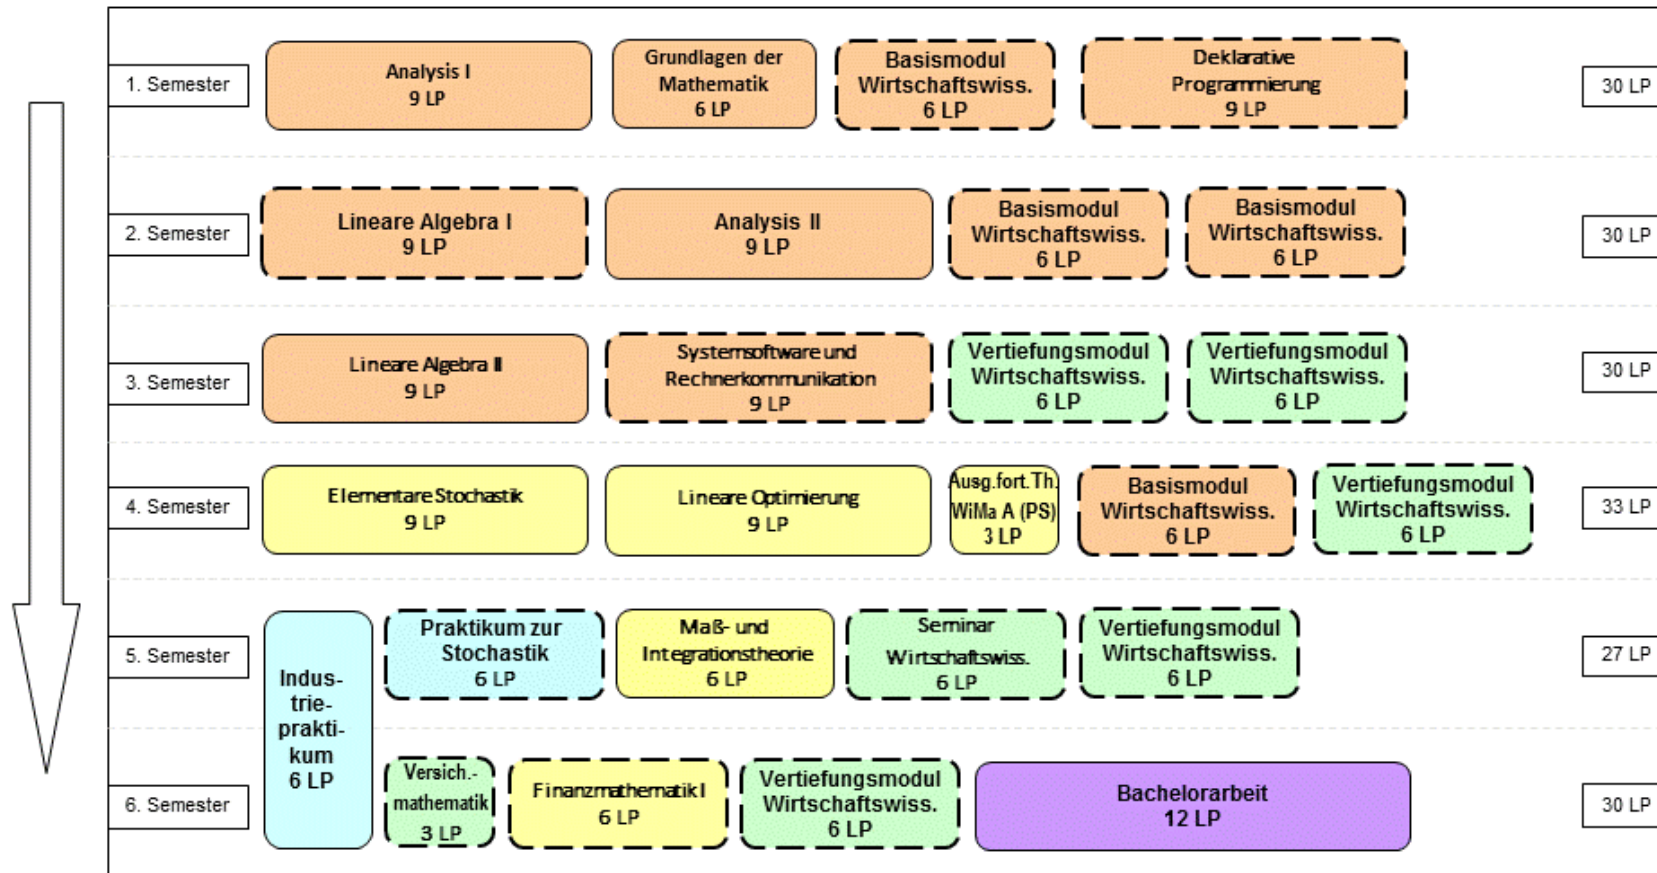 1. Semester
Analysis I
9 LP
Grundlagen der
Mathematik
6 LP
Basismodul
Wirtschaftswiss.
6 LP
Deklarative
Programmierung
9 LP
30 LP
2. Semester
Lineare Algebra I
9 LP
Analysis II
9 LP
Basismodul
Wirtschaftswiss.
6 LP
Basismodul
Wirtschaftswiss.
6 LP
30 LP
3. Semester
Lineare Algebra II
9 LP
Systemsoftware und
Rechnerkommunikation
9 LP
Vertiefungsmodul
Wirtschaftswiss.
6 LP
Vertiefungsmodul
Wirtschaftswiss.
6 LP
30 LP
4. Semester
Elementare Stochastik
9 LP
Lineare Optimierung
9 LP
Ausg.fort.Th.
WiMa A (PS)
3 LP
Basismodul
Wirtschaftswiss.
6 LP
Vertiefungsmodul
Wirtschaftswiss.
6 LP
33 LP
5. Semester
Indus-
trie-
prakti-
kum
6 LP
Praktikum zur
Stochastik
6 LP
Maß- und
Integrationstheorie
6 LP
Seminar
Wirtschaftswiss.
6 LP
Vertiefungsmodul
Wirtschaftswiss.
6 LP
27 LP
6. Semester
Versich.-
mathematik
3 LP
Finanzmathematik I
6 LP
Vertiefungsmodul
Wirtschaftswiss.
6 LP
Bachelorarbeit
12 LP
30 LP